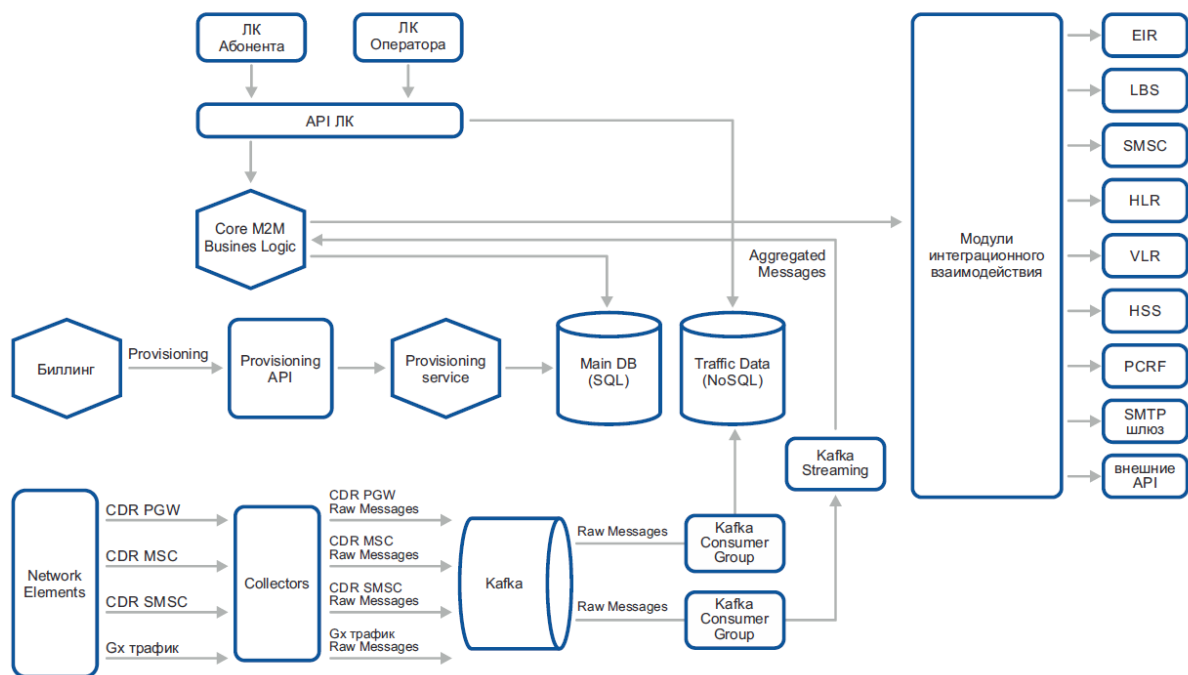 ЛК
Абонента
ЛК
Оператора
API ЛК
Core M2M
Busines Logic
Aggregated
Messages
Модули
интеграционного
взаимодействия
EIR
LBS
SMSC
HLR
VLR
HSS
PCRF
SMTP
шлюз
внешние
API
Биллинг
Provisioning
Provisioning
API
Provisioning
service
Main DB
(SQL)
Traffic Data
(NoSQL)
Kafka
Streaming
Network
Elements
CDR PGW
CDR MSC
CDR SMSC
Gx трафик
Collectors
CDR PGW
Raw Messages
CDR MSC
Raw Messages
CDR SMSC
Raw Messages
Gx трафик
Raw Messages
Kafka
Raw Messages
Raw Messages
Kafka
Consumer
Group
Kafka
Consumer
Group